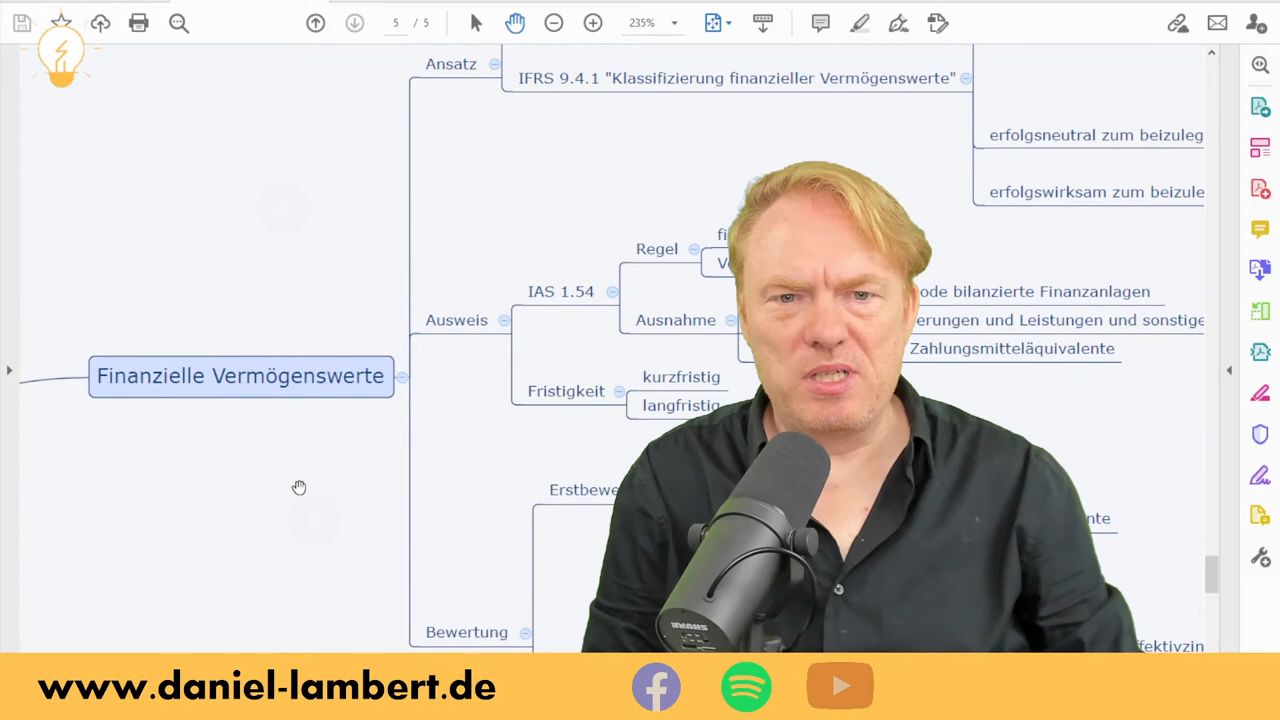 5 / 5
235%
Ansatz
IFRS 9.4.1 "Klassifizierung finanzieller Vermögenswerte"
erfolgsneutral zum beizuleg
erfolgswirksam zum beizule
Regel
IAS 1.54
ode bilanzierte Finanzanlagen
Ausweis
Ausnahme
erungen und Leistungen und sonstige
Zahlungsmitteläquivalente
Finanzielle Vermögenswerte
Fristigkeit
kurzfristig
langfristig
Erstbewe
nte
Bewertung
ffektivzin
SHURE
www.daniel-lambert.de